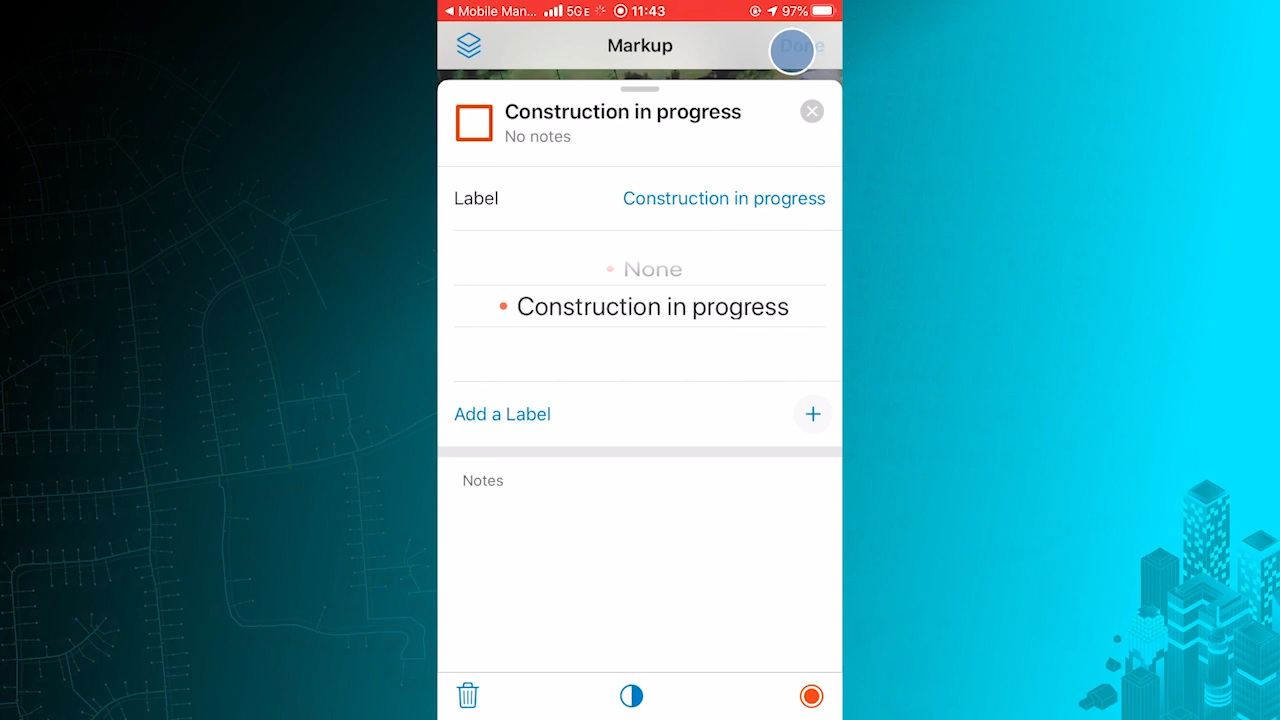 ◀ Mobile Man... 5GE 11:43 97%
Markup Done
Construction in progress
No notes
Label Construction in progress
• None
• Construction in progress
Add a Label +
Notes